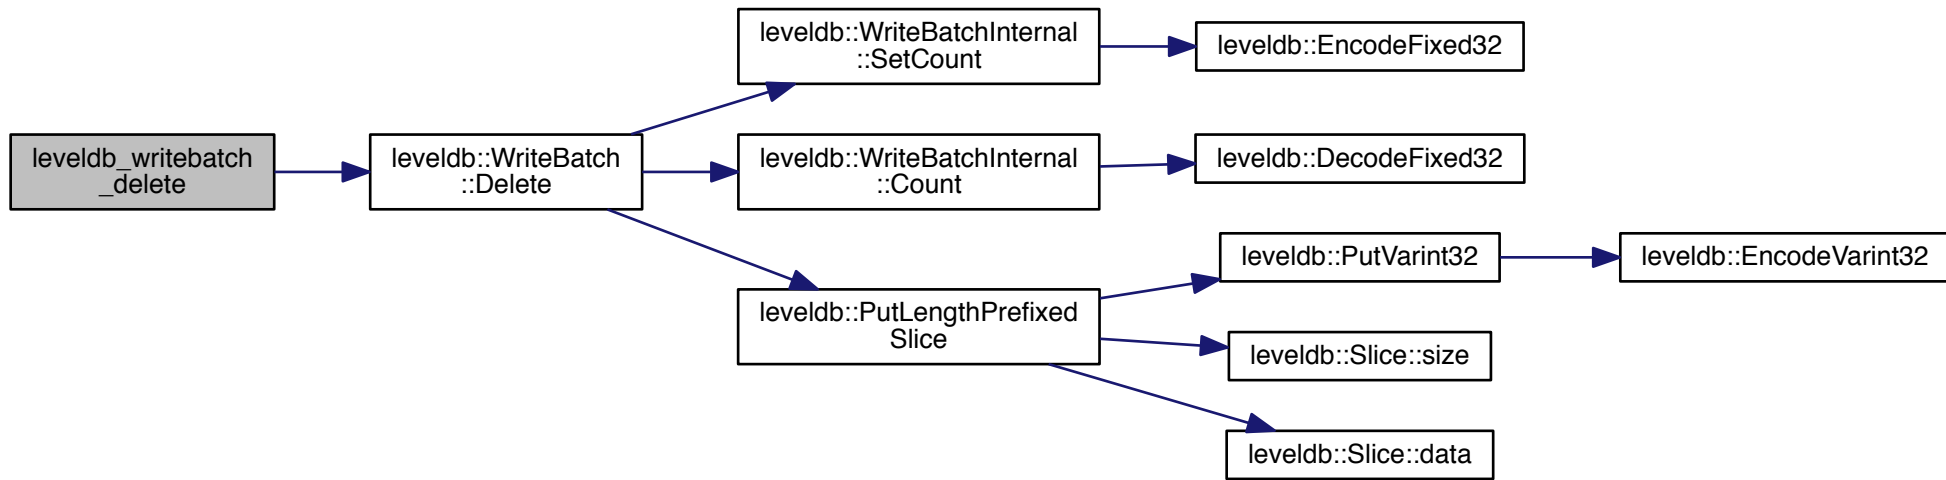 leveldb_writebatch
_delete
leveldb::WriteBatch
::Delete
leveldb::WriteBatchInternal
::SetCount
leveldb::EncodeFixed32
leveldb::WriteBatchInternal
::Count
leveldb::DecodeFixed32
leveldb::PutLengthPrefixed
Slice
leveldb::PutVarint32
leveldb::EncodeVarint32
leveldb::Slice::size
leveldb::Slice::data